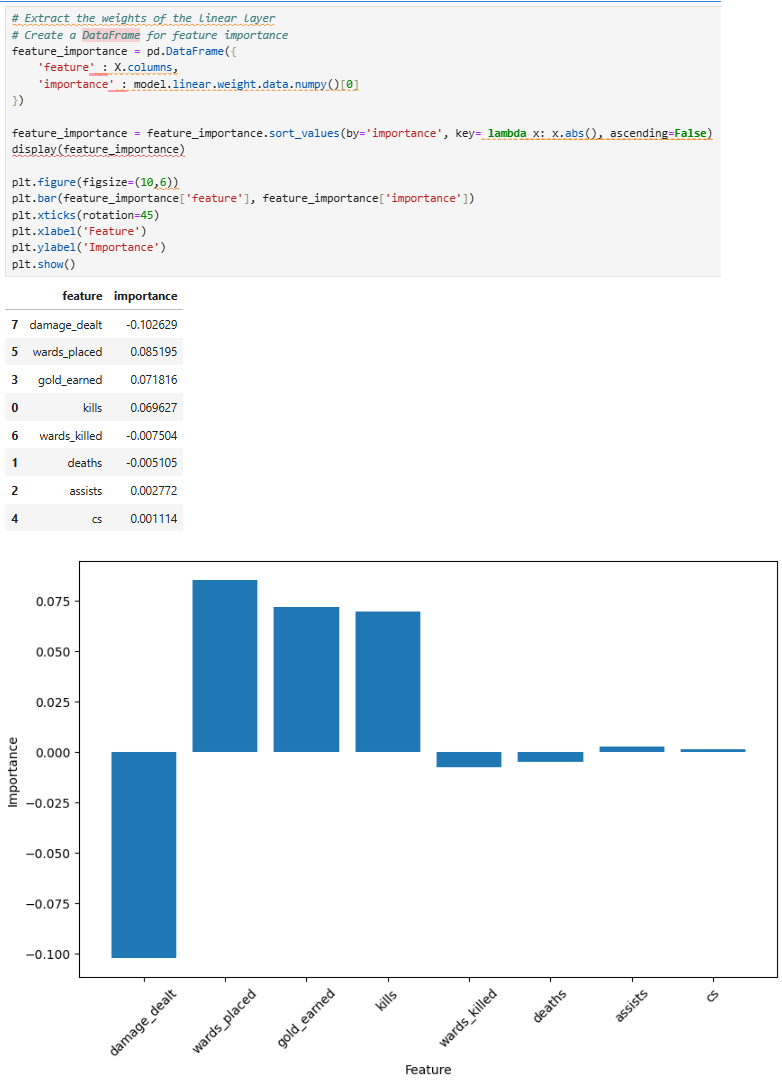 # Extract the weights of the linear layer
# Create a DataFrame for feature importance
feature_importance = pd.DataFrame({
    'feature' : X.columns,
    'importance' : model.linear.weight.data.numpy()[0]
})

feature_importance = feature_importance.sort_values(by='importance', key= lambda x: x.abs(), ascending=False)
display(feature_importance)

plt.figure(figsize=(10,6))
plt.bar(feature_importance['feature'], feature_importance['importance'])
plt.xticks(rotation=45)
plt.xlabel('Feature')
plt.ylabel('Importance')
plt.show()
feature importance
7 damage_dealt -0.102629
5 wards_placed 0.085195
3 gold_earned 0.071816
0 kills 0.069627
6 wards_killed -0.007504
1 deaths -0.005105
2 assists 0.002772
4 cs 0.001114
0.075
0.050
0.025
0.000
−0.025
−0.050
−0.075
−0.100
Importance
damage_dealt
wards_placed
gold_earned
kills
wards_killed
deaths
assists
cs
Feature